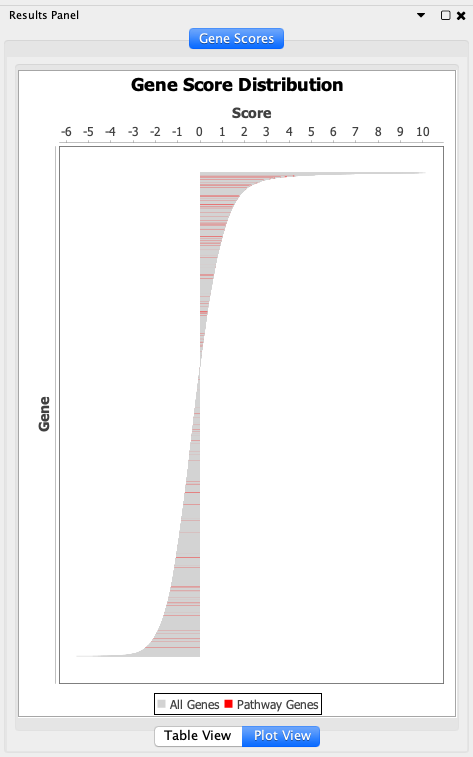 Results Panel
Gene Scores
Gene Score Distribution
Score
-6 -5 -4 -3 -2 -1 0 1 2 3 4 5 6 7 8 9 10
Gene
All Genes Pathway Genes
Table View Plot View